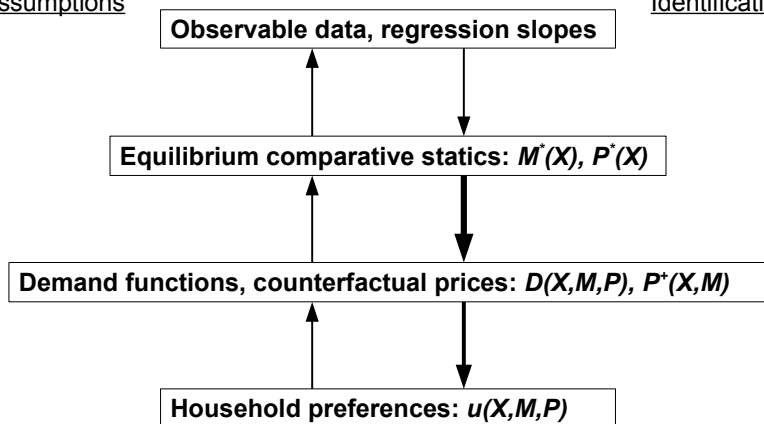 Observable data, regression slopes
Equilibrium comparative statics: M*(X), P*(X)
Demand functions, counterfactual prices: D(X,M,P), P+(X,M)
Household preferences: u(X,M,P)